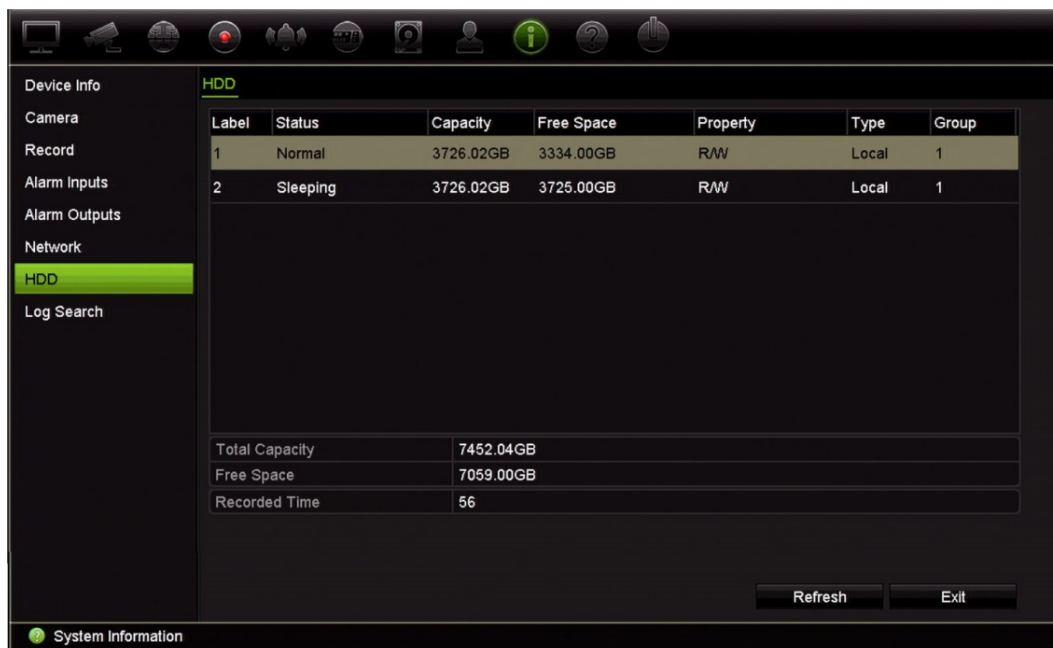 Device Info
HDD
Camera
Label Status Capacity Free Space Property Type Group
Record
1 Normal 3726.02GB 3334.00GB R/W Local 1
Alarm Inputs
2 Sleeping 3726.02GB 3725.00GB R/W Local 1
Alarm Outputs
Network
HDD
Log Search
Total Capacity 7452.04GB
Free Space 7059.00GB
Recorded Time 56
Refresh Exit
System Information